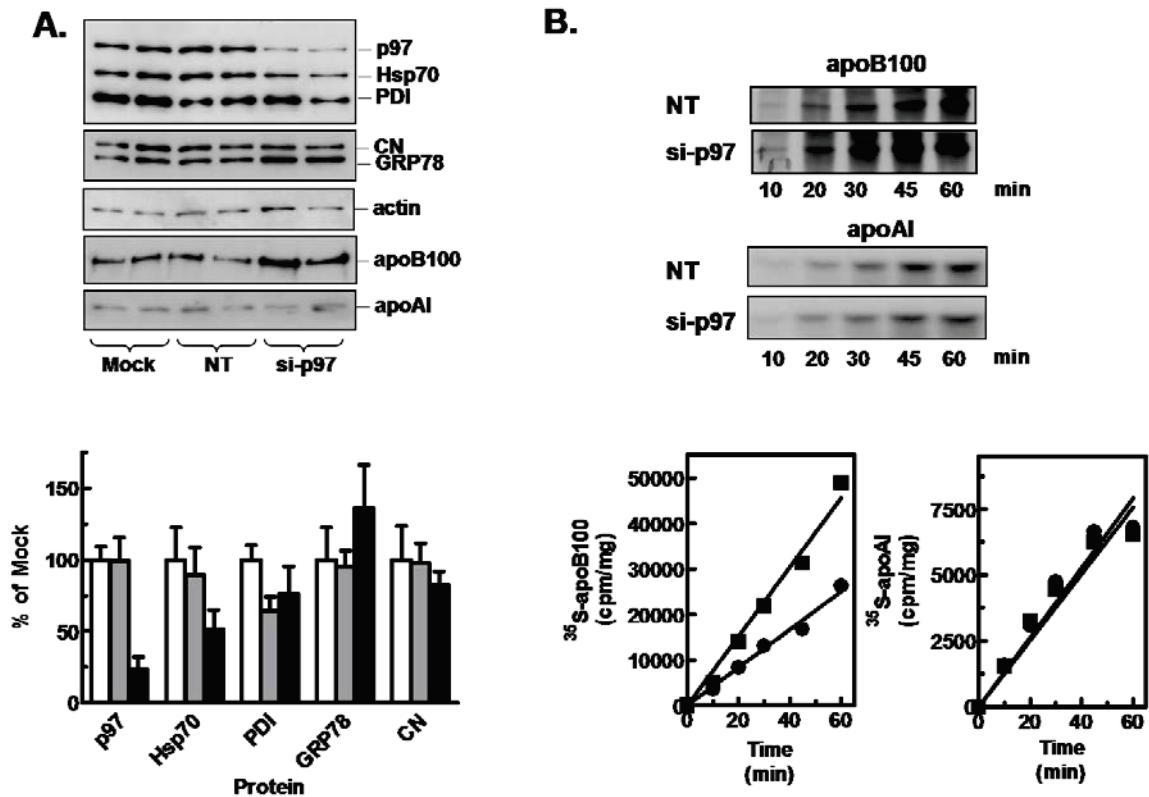 A.
p97
Hsp70
PDI
CN
GRP78
actin
apoB100
apoAI
Mock NT si-p97
150
100
50
0
% of Mock
p97 Hsp70 PDI GRP78 CN
Protein
B.
apoB100
NT
si-p97
10 20 30 45 60 min
apoAI
NT
si-p97
10 20 30 45 60 min
50000
40000
30000
20000
10000
0
35S-apoB100
(cpm/mg)
0 20 40 60
Time
(min)
7500
5000
2500
0
35S-apoAI
(cpm/mg)
0 20 40 60
Time
(min)